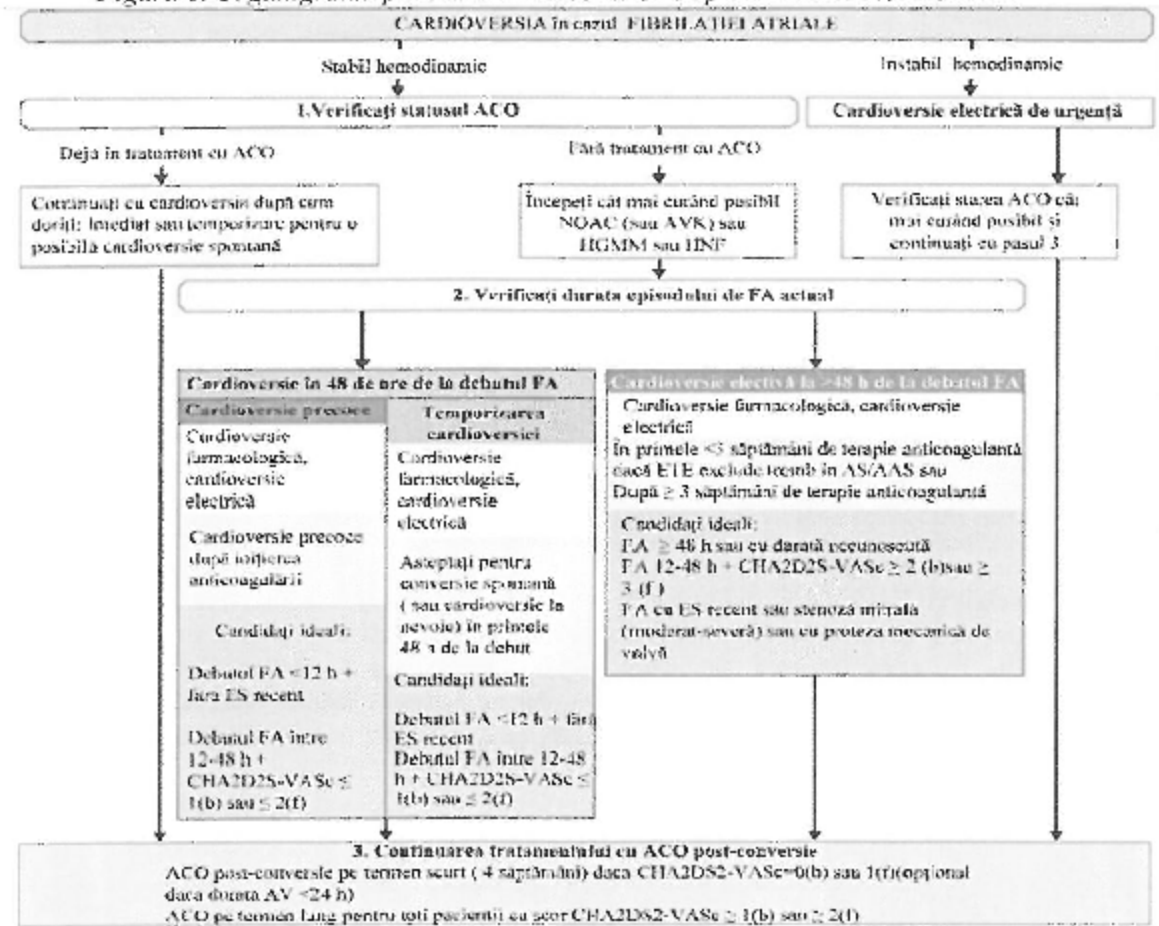 CARDIOVERSIA în cazul FIBRILAȚIEI ATRIALE
Stabil hemodinamic
Instabil hemodinamic
1.Verificați statusul ACO
Cardioversie electrică de urgență
Deja în tratament cu ACO
Fără tratament cu ACO
Continuați cu cardioversia după cum
doriți: imediat sau temporizare pentru o
posibila cardioversie spontană
Începeți cât mai curând posibil
NOAC (sau AVK) sau
HGMM sau HNF
Verificați starea ACO cât
mai curând posibil și
continuați cu pasul 3
2. Verificați durata episodului de FA actual
Cardioversie în 48 de ore de la debutul FA
Cardioversie precoce
Cardioversie
farmacologică,
cardioversie
electrică
Cardioversie precoce
după inițierea
anticoagulării
Candidați ideali:
Debutul FA <12 h +
fara ES recent
Debutul FA între
12-48 h +
CHA2D2S-VASc ≤
1(b) sau ≤ 2(f)
Temporizarea
cardioversiei
Cardioversie
farmacologică,
cardioversie
electrică
Asteptați pentru
conversie spontană
( sau cardioversie la
nevoie) în primele
48 h de la debut
Candidați ideali:
Debutul FA <12 h + fără
ES recent
Debutul FA între 12-48
h + CHA2D2S-VASc ≤
1(b) sau ≤ 2(f)
Cardioversie electivă la >48 h de la debutul FA
Cardioversie farmacologică, cardioversie
electrică
În primele <3 săptămâni de terapie anticoagulantă
dacă ETE exclude tromb în AS/AAS sau
După ≥ 3 săptămâni de terapie anticoagulantă
Candidați ideali:
FA ≥ 48 h sau cu durată necunoscută
FA 12-48 h + CHA2D2S-VASc ≥ 2 (b)sau ≥
3 (f )
FA cu ES recent sau stenoză mitrală
(moderat-severă) sau cu proteza mecanică de
valvă
3. Continuarea tratamentului cu ACO post-conversie
ACO post-conversie pe termen scurt ( 4 săptămâni) daca CHA2DS2-VASc=0(b) sau 1(f)(opțional
daca durata AV <24 h)
ACO pe termen lung pentru toti pacientii cu scor CHA2DS2-VASc ≥ 1(b) sau ≥ 2(f)